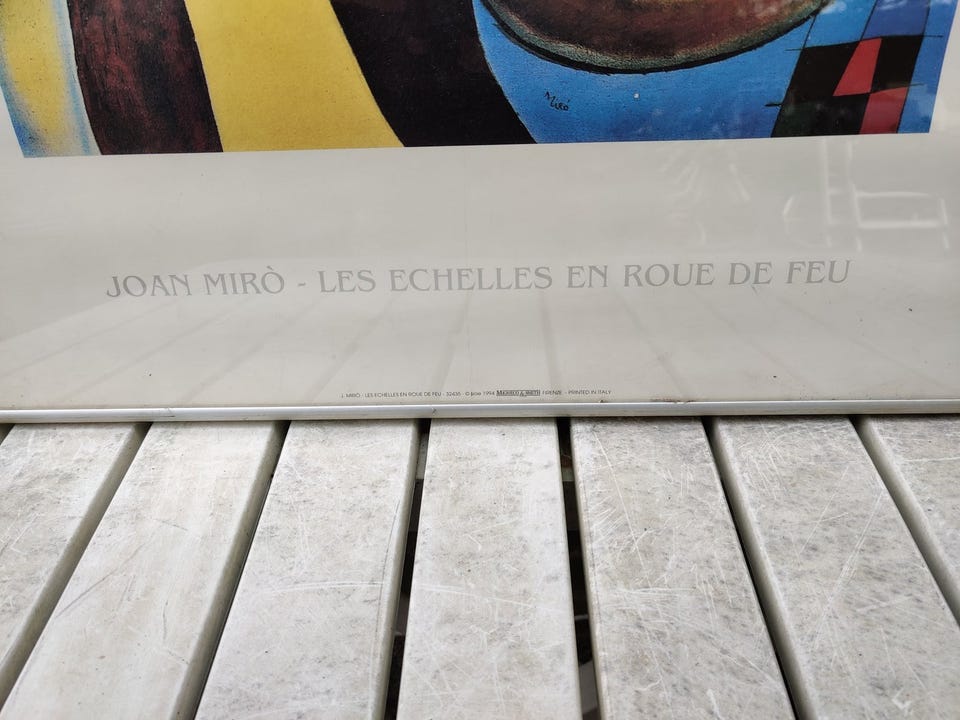 Miró
JOAN MIRÒ - LES ECHELLES EN ROUE DE FEU
J. MIRÒ - LES ECHELLES EN ROUE DE FEU - 32435 - © 1994 FIRENZE - PRINTED IN ITALY